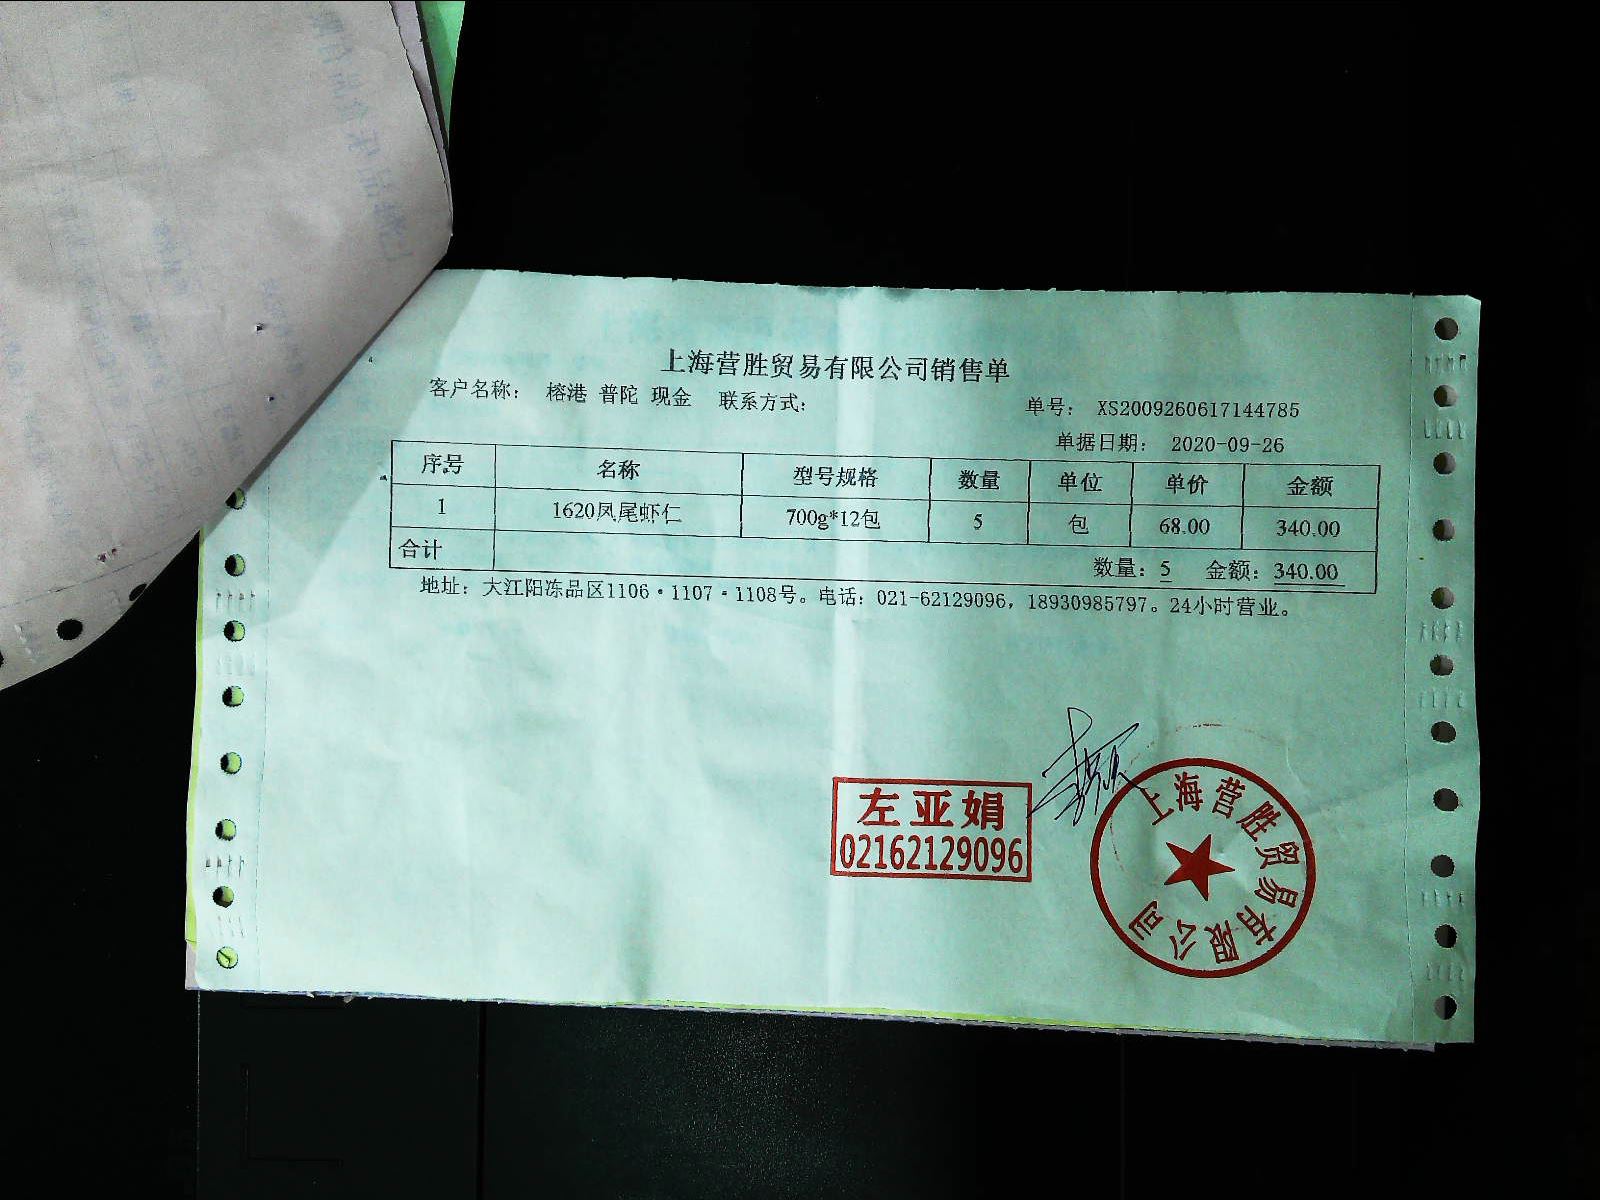 上海营胜贸易有限公司销售单
客户名称： 榕港 普陀 现金 联系方式：
单号： XS2009260617144785
单据日期： 2020-09-26
序号 名称 型号规格 数量 单位 单价 金额
1 1620凤尾虾仁 700g*12包 5 包 68.00 340.00
合计 数量：5 金额：340.00
地址：大江阳冻品区1106·1107·1108号。电话：021-62129096，18930985797。24小时营业。
左亚娟
02162129096
上海营胜贸易有限公司